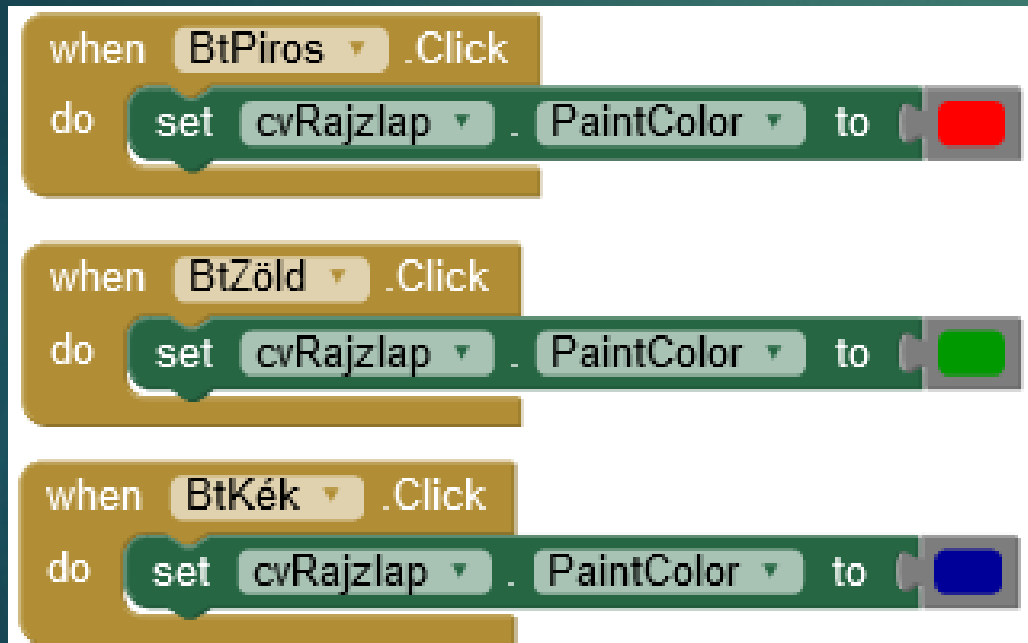 when BtPiros .Click
do set cvRajzlap . PaintColor to
when BtZöld .Click
do set cvRajzlap . PaintColor to
when BtKék .Click
do set cvRajzlap . PaintColor to